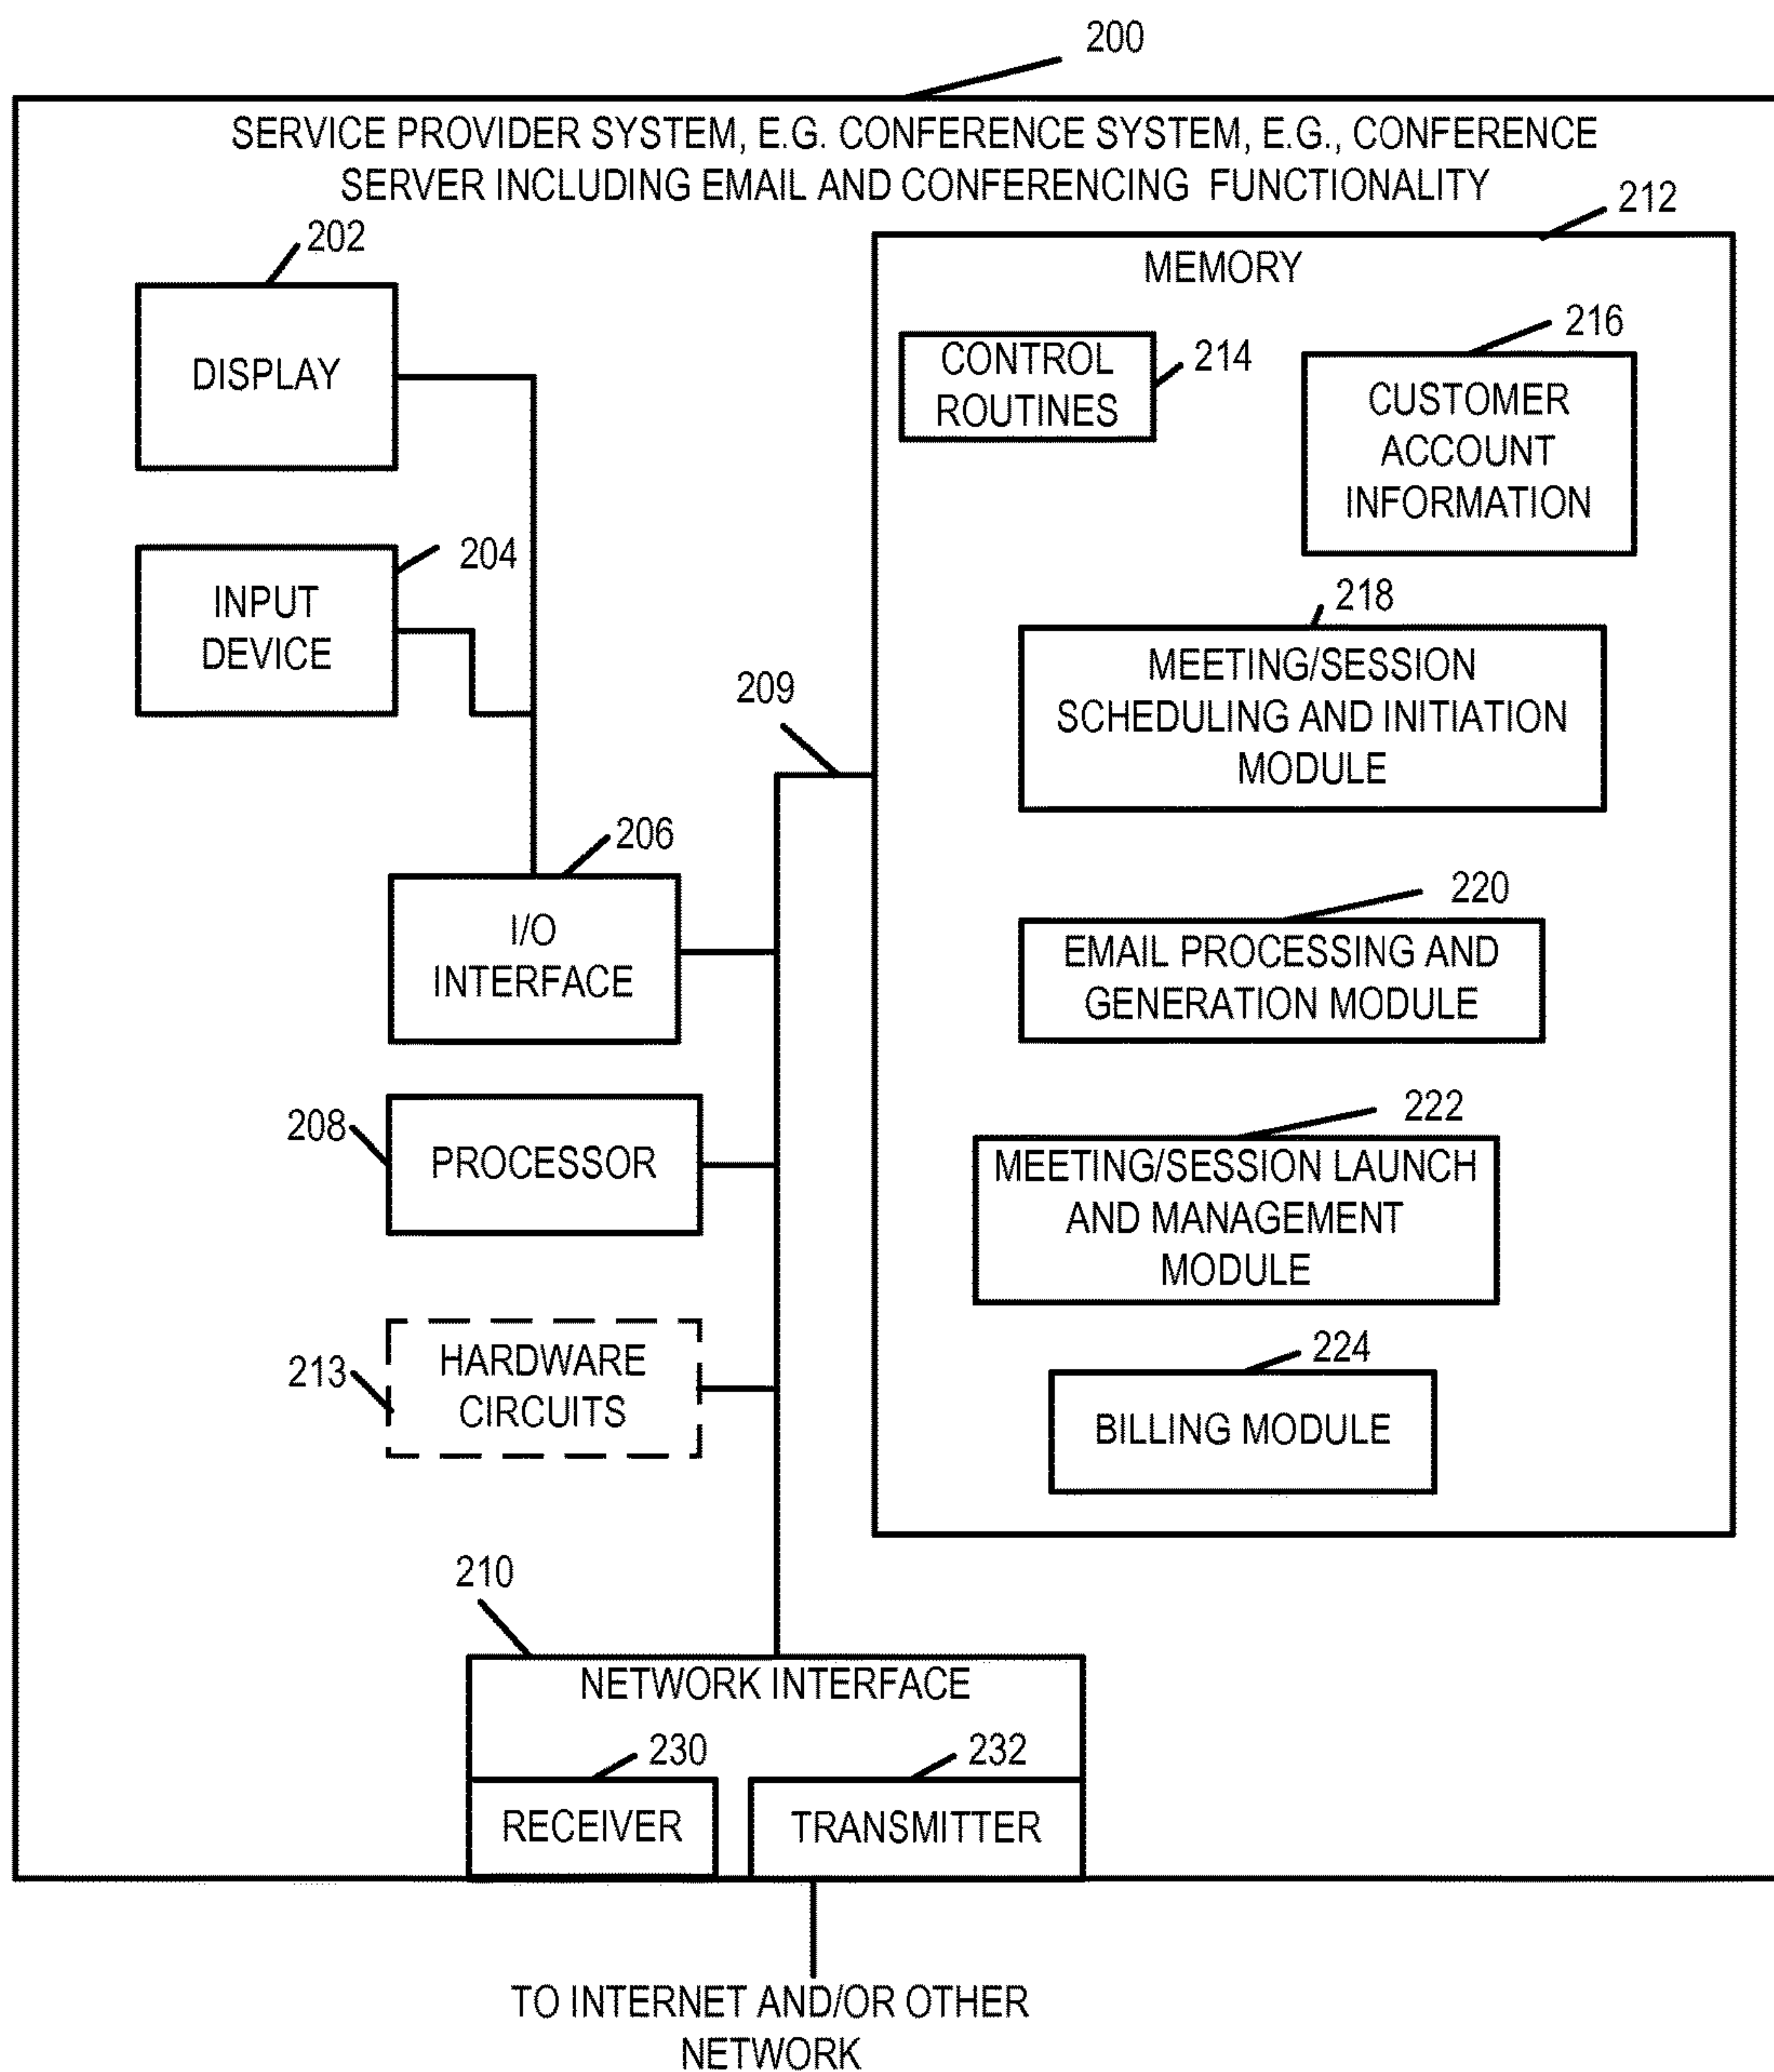 200
SERVICE PROVIDER SYSTEM, E.G. CONFERENCE SYSTEM, E.G., CONFERENCE
SERVER INCLUDING EMAIL AND CONFERENCING FUNCTIONALITY
212
202
MEMORY
DISPLAY
CONTROL
ROUTINES
214
216
CUSTOMER
ACCOUNT
INFORMATION
204
INPUT
DEVICE
218
MEETING/SESSION
SCHEDULING AND INITIATION
MODULE
209
206
I/O
INTERFACE
220
EMAIL PROCESSING AND
GENERATION MODULE
208
PROCESSOR
222
MEETING/SESSION LAUNCH
AND MANAGEMENT
MODULE
213
HARDWARE
CIRCUITS
224
BILLING MODULE
210
NETWORK INTERFACE
230
232
RECEIVER
TRANSMITTER
TO INTERNET AND/OR OTHER
NETWORK